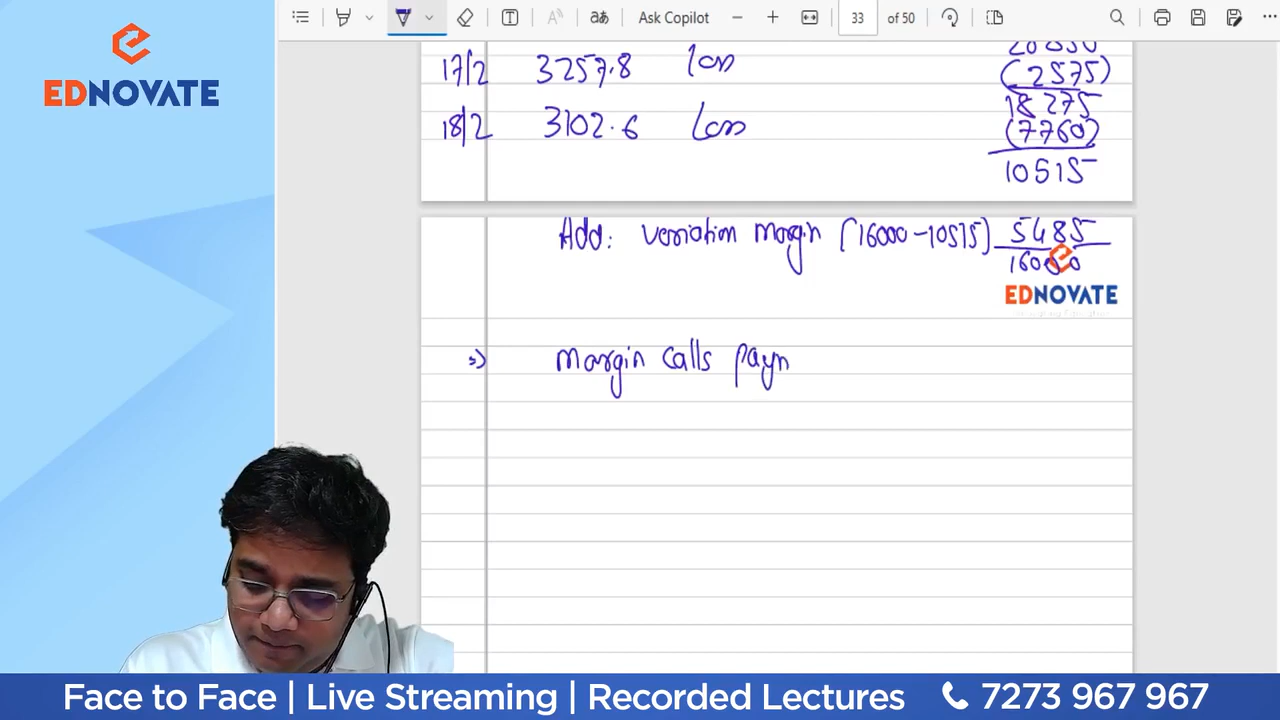 Ask Copilot
33
of 50
EDNOVATE
20850
17/2 3257.8 loss (2575)
18275
18/2 3102.6 Loss (7760)
10515
Add: Variation margin (16000-10515) 5485
16000
EDNOVATE
Margin Calls payn
Face to Face | Live Streaming | Recorded Lectures 7273 967 967